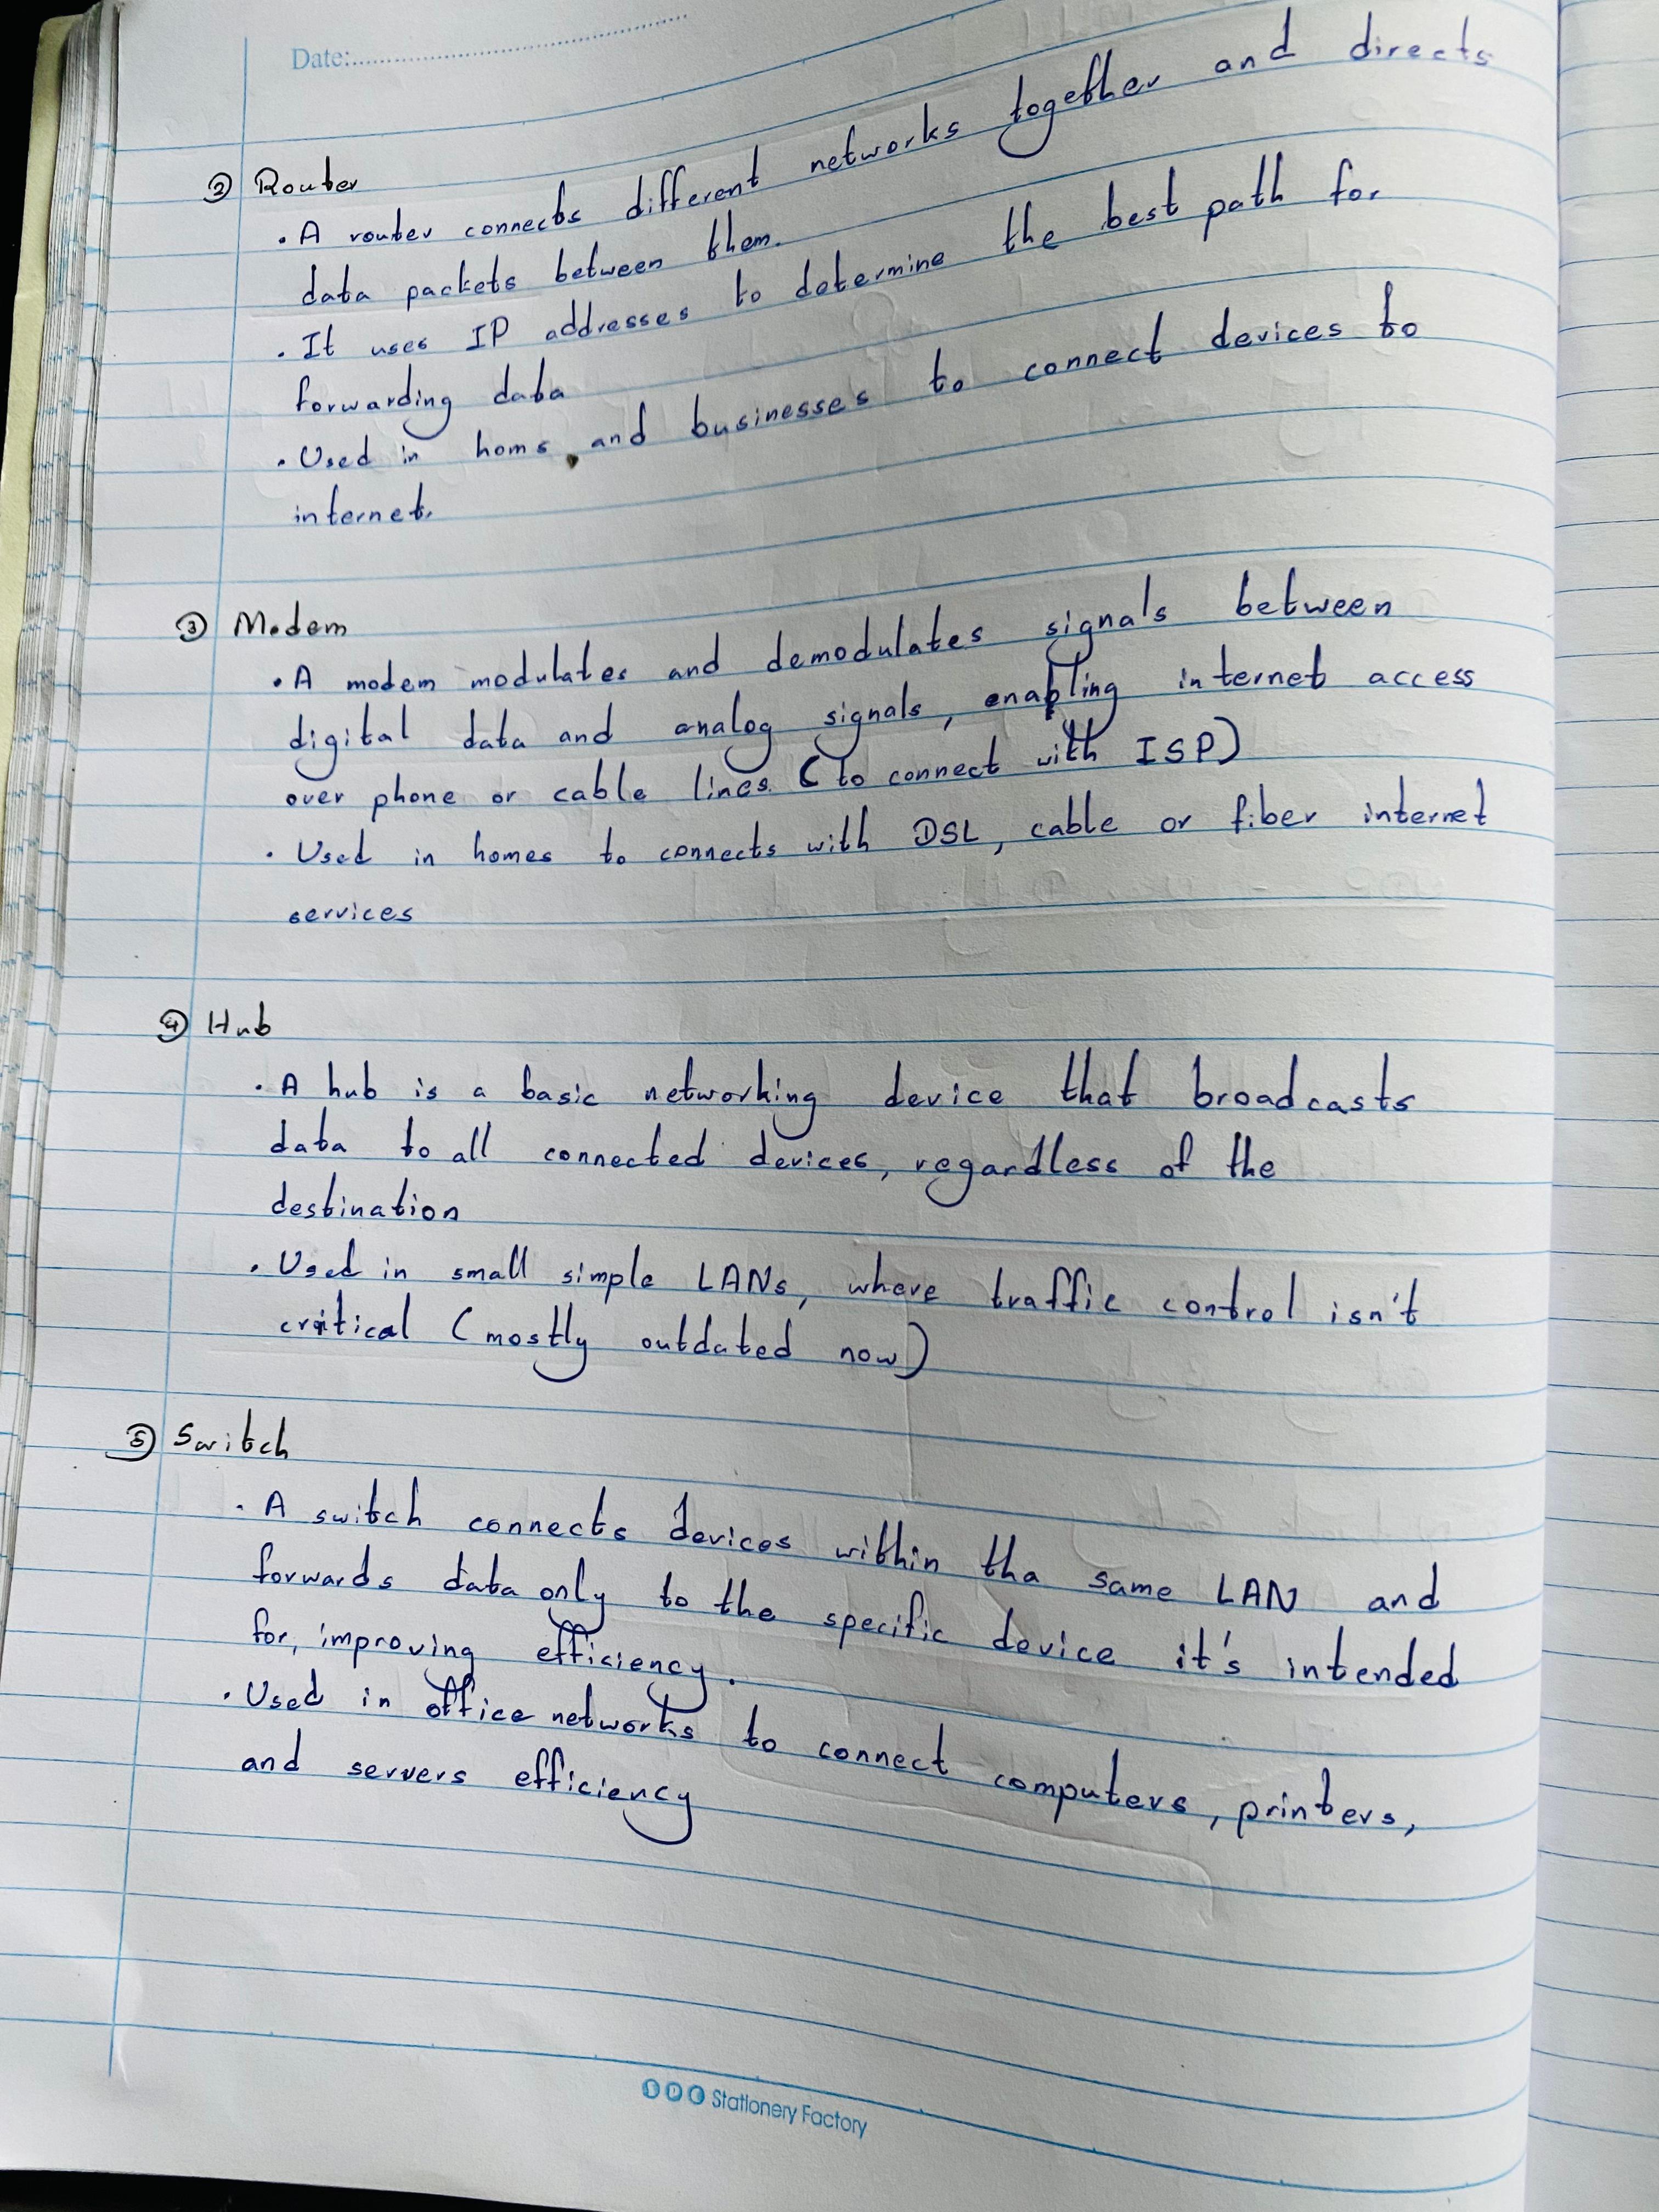 Date:
② Router
. A router connects different networks together and directs
data packets between them.
. It uses IP addresses to determine the best path for
forwarding data
. Used in homs and businesses to connect devices to
internet.
③ Modem
. A modem modulates and demodulates signals between
digital data and analog signals, enabling internet access
over phone or cable lines. (to connect with ISP)
. Used in homes to connects with DSL, cable or fiber internet
services
④ Hub
. A hub is a basic networking device that broadcasts
data to all connected devices, regardless of the
destination
. Used in small simple LANs, where traffic control isn't
critical (mostly outdated now)
⑤ Switch
. A switch connects devices within the same LAN and
forwards data only to the specific device it's intended
for, improving efficiency.
. Used in office networks to connect computers, printers,
and servers efficiency
Stationery Factory